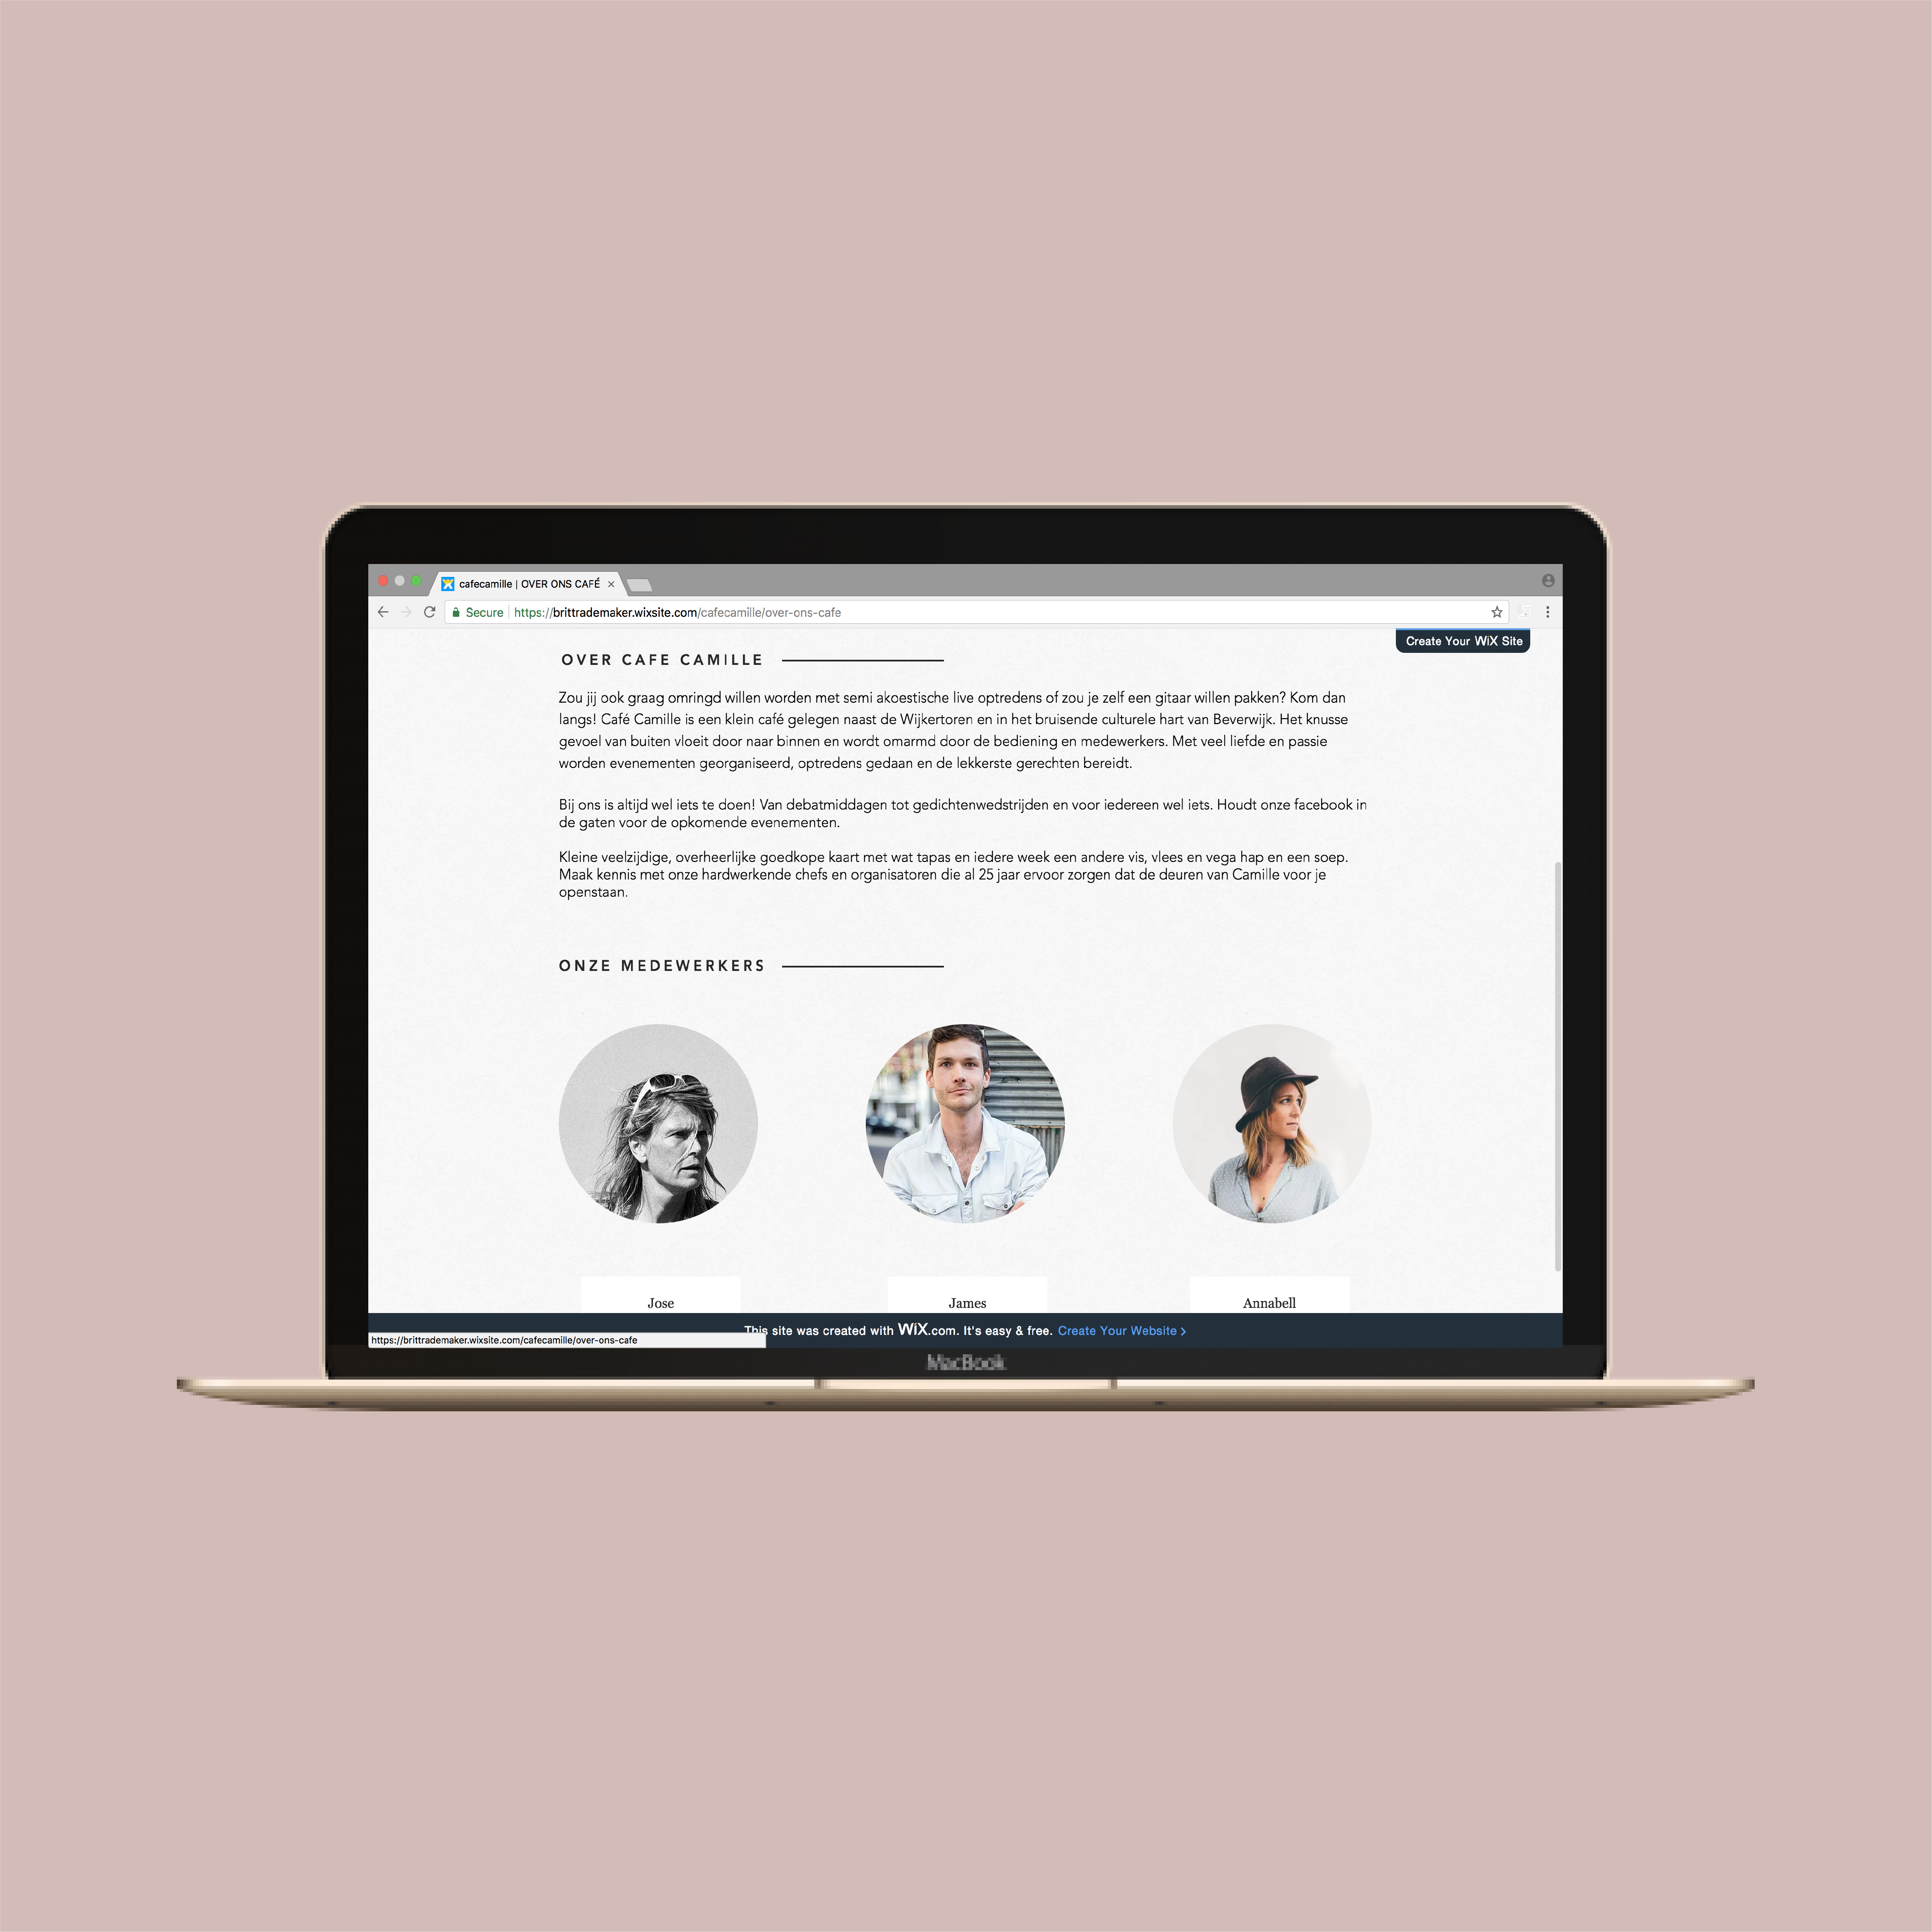 cafecamille | OVER ONS CAFÉ
Secure https://brittrademaker.wixsite.com/cafecamille/over-ons-cafe
Create Your WiX Site
OVER CAFE CAMILLE
Zou jij ook graag omringd willen worden met semi akoestische live optredens of zou je zelf een gitaar willen pakken? Kom dan
langs! Café Camille is een klein café gelegen naast de Wijkertoren en in het bruisende culturele hart van Beverwijk. Het knusse
gevoel van buiten vloeit door naar binnen en wordt omarmd door de bediening en medewerkers. Met veel liefde en passie
worden evenementen georganiseerd, optredens gedaan en de lekkerste gerechten bereidt.
Bij ons is altijd wel iets te doen! Van debatmiddagen tot gedichtenwedstrijden en voor iedereen wel iets. Houdt onze facebook in
de gaten voor de opkomende evenementen.
Kleine veelzijdige, overheerlijke goedkope kaart met wat tapas en iedere week een andere vis, vlees en vega hap en een soep.
Maak kennis met onze hardwerkende chefs en organisatoren die al 25 jaar ervoor zorgen dat de deuren van Camille voor je
openstaan.
ONZE MEDEWERKERS
Jose
James
Annabell
This site was created with WiX.com. It's easy & free. Create Your Website >
https://brittrademaker.wixsite.com/cafecamille/over-ons-cafe
MacBook